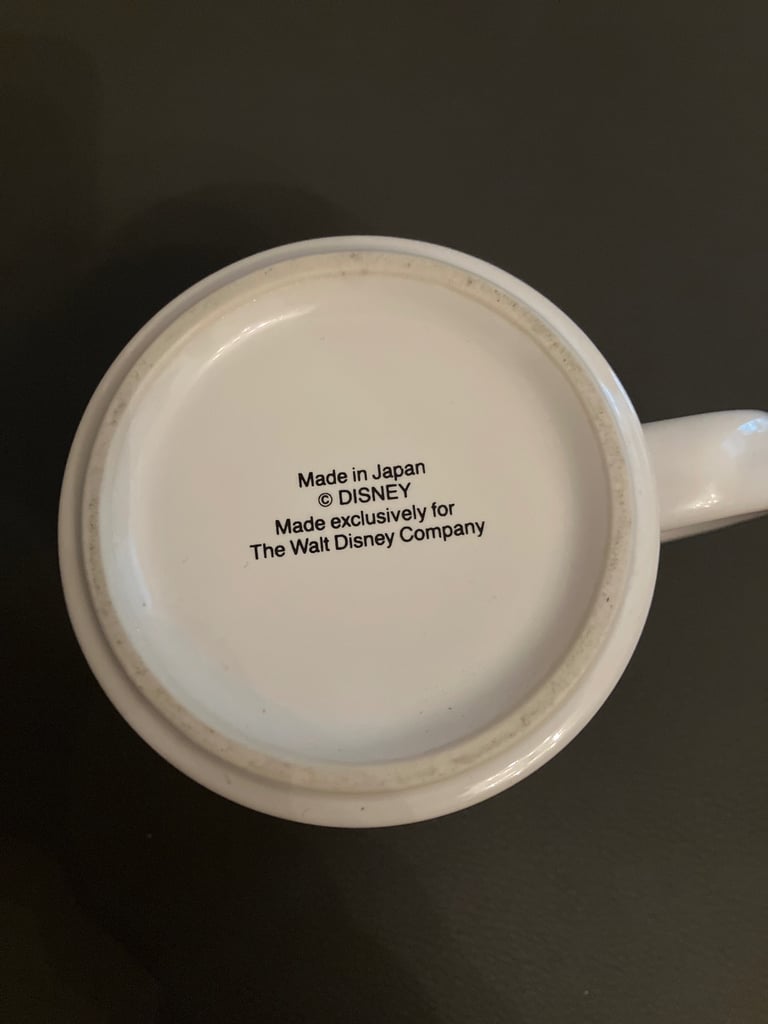 Made in Japan
© DISNEY
Made exclusively for
The Walt Disney Company